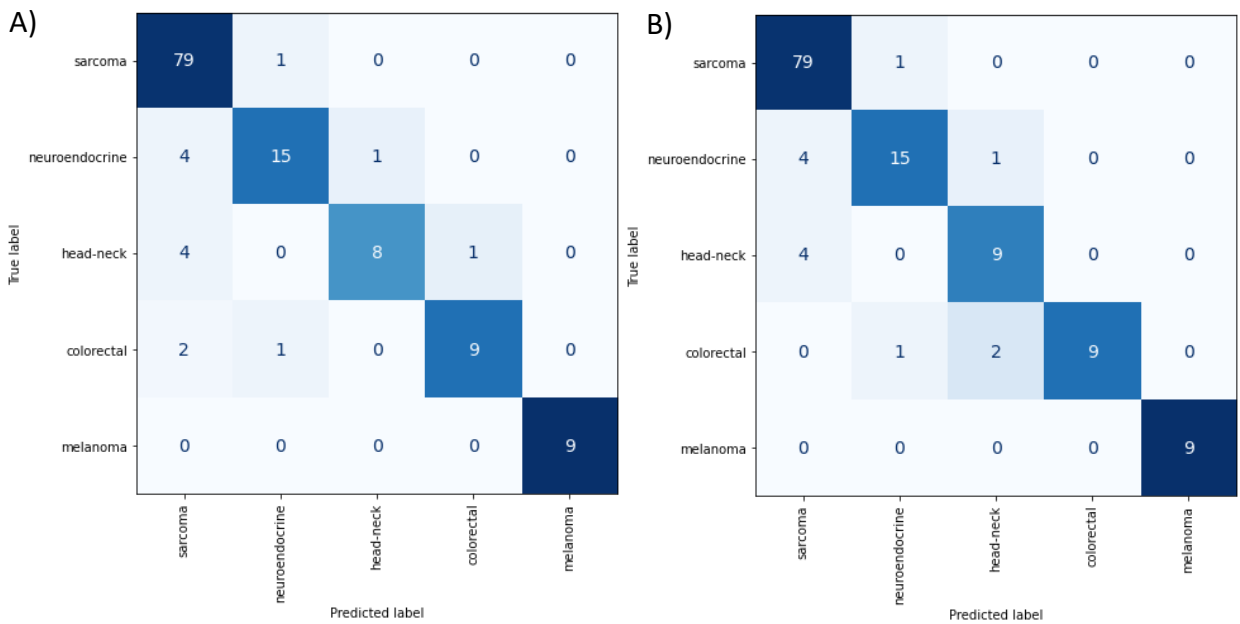 A)
True label
sarcoma 79 1 0 0 0
neuroendocrine 4 15 1 0 0
head-neck 4 0 8 1 0
colorectal 2 1 0 9 0
melanoma 0 0 0 0 9
sarcoma
neuroendocrine
head-neck
colorectal
melanoma
Predicted label
B)
True label
sarcoma 79 1 0 0 0
neuroendocrine 4 15 1 0 0
head-neck 4 0 9 0 0
colorectal 0 1 2 9 0
melanoma 0 0 0 0 9
sarcoma
neuroendocrine
head-neck
colorectal
melanoma
Predicted label